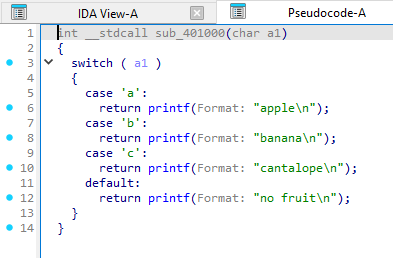 IDA View-A Pseudocode-A
1 int __stdcall sub_401000(char a1)
2 {
3 switch ( a1 )
4 {
5 case 'a':
6 return printf(Format: "apple\n");
7 case 'b':
8 return printf(Format: "banana\n");
9 case 'c':
10 return printf(Format: "cantalope\n");
11 default:
12 return printf(Format: "no fruit\n");
13 }
14 }